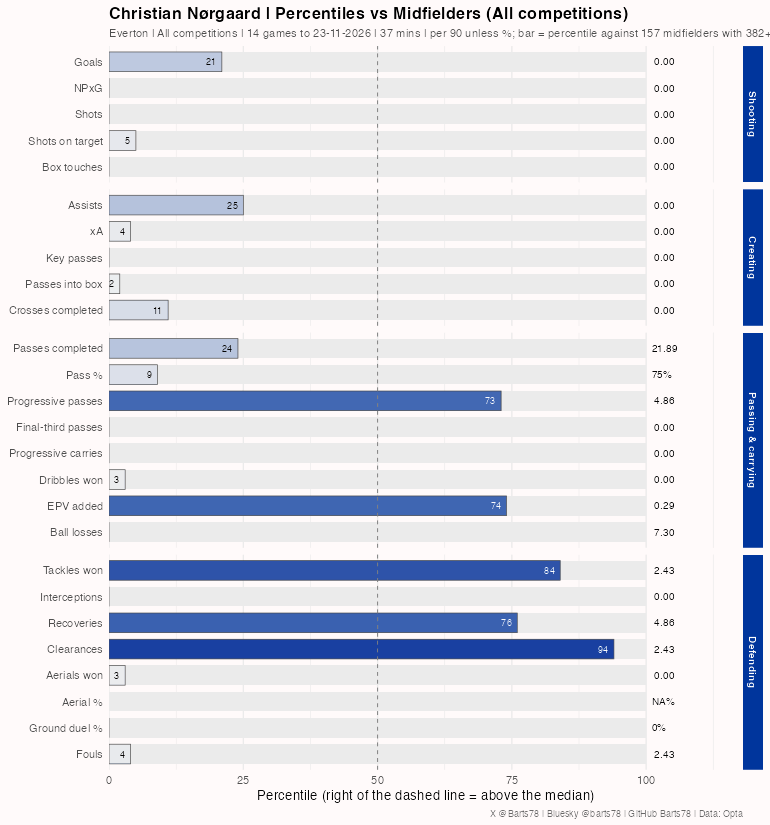 Christian Nørgaard | Percentiles vs Midfielders (All competitions)
Everton | All competitions | 14 games to 23-11-2026 | 37 mins | per 90 unless %; bar = percentile against 157 midfielders with 382+
Goals 21 0.00
NPxG 0.00
Shots 0.00
Shots on target 5 0.00
Box touches 0.00
Shooting
Assists 25 0.00
xA 4 0.00
Key passes 0.00
Passes into box 2 0.00
Crosses completed 11 0.00
Creating
Passes completed 24 21.89
Pass % 9 75%
Progressive passes 73 4.86
Final-third passes 0.00
Progressive carries 0.00
Dribbles won 3 0.00
EPV added 74 0.29
Ball losses 7.30
Passing & carrying
Tackles won 84 2.43
Interceptions 0.00
Recoveries 76 4.86
Clearances 94 2.43
Aerials won 3 0.00
Aerial % NA%
Ground duel % 0%
Fouls 4 2.43
Defending
0 25 50 75 100
Percentile (right of the dashed line = above the median)
X @Barts78 | Bluesky @barts78 | GitHub Barts78 | Data: Opta